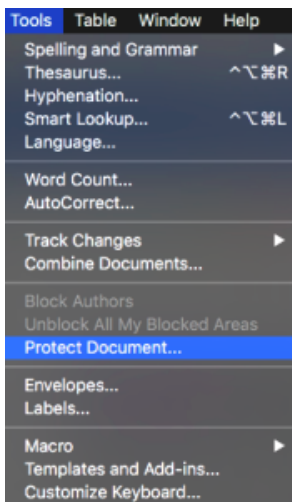 Tools Table Window Help
Spelling and Grammar ▶
Thesaurus... ^⌥⌘R
Hyphenation...
Smart Lookup... ^⌥⌘L
Language...
Word Count...
AutoCorrect...
Track Changes ▶
Combine Documents...
Block Authors
Unblock All My Blocked Areas
Protect Document...
Envelopes...
Labels...
Macro ▶
Templates and Add-ins...
Customize Keyboard...